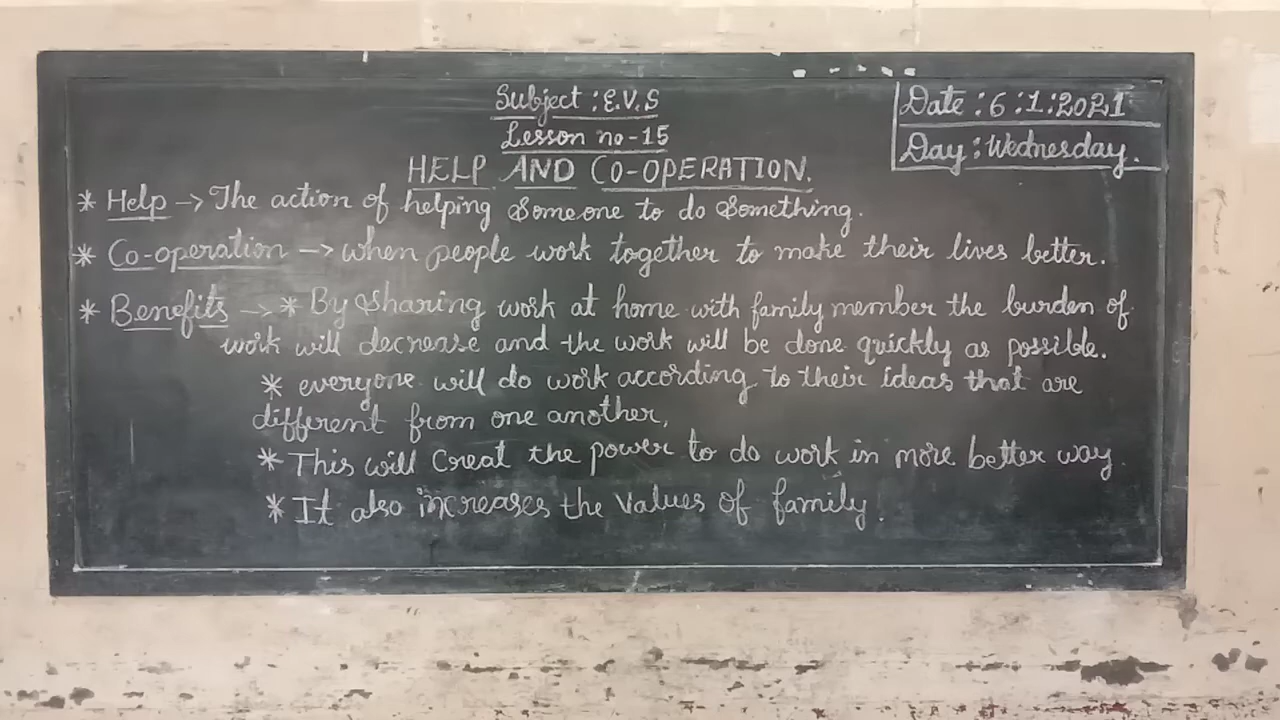 Subject : E.V.S
Lesson no-15
HELP AND CO-OPERATION.
Date : 6 : 1 : 2021
Day : Wednesday.
* Help → The action of helping Someone to do Something.
* Co-operation → when people work together to make their lives better.
* Benefits → * By Sharing work at home with family member the burden of
work will decrease and the work will be done quickly as possible.
* everyone will do work according to their ideas that are
different from one another,
* This will Creat the power to do work in more better way.
* It also increases the Values of family.